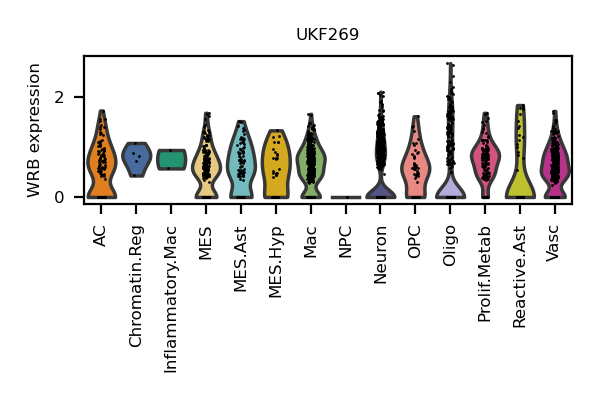 UKF269
WRB expression
2
0
AC
Chromatin.Reg
Inflammatory.Mac
MES
MES.Ast
MES.Hyp
Mac
NPC
Neuron
OPC
Oligo
Prolif.Metab
Reactive.Ast
Vasc